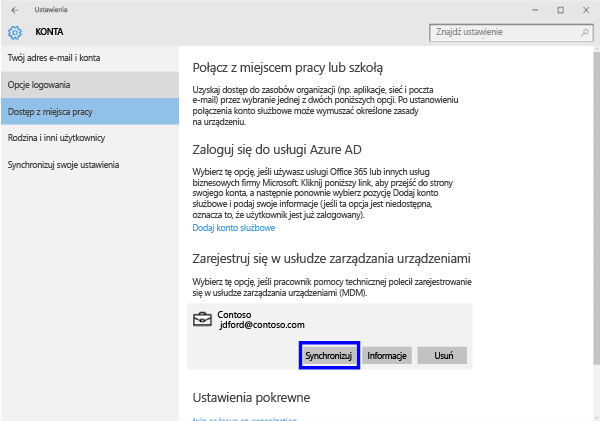 Ustawienia
KONTA
Znajdź ustawienie
Twój adres e-mail i konta
Opcje logowania
Dostęp z miejsca pracy
Rodzina i inni użytkownicy
Synchronizuj swoje ustawienia
Połącz z miejscem pracy lub szkołą
Uzyskaj dostęp do zasobów organizacji (np. aplikacje, sieć i poczta
e-mail) przez wybranie jednej z dwóch poniższych opcji. Po ustanowieniu
połączenia konto służbowe może wymuszać określone zasady
na urządzeniu.
Zaloguj się do usługi Azure AD
Wybierz tę opcję, jeśli używasz usługi Office 365 lub innych usług
biznesowych firmy Microsoft. Kliknij poniższy link, aby przejść do strony
swojego konta, a następnie ponownie wybierz pozycję Dodaj konto
służbowe i podaj swoje informacje (jeśli ta opcja jest niedostępna,
oznacza to, że użytkownik jest już zalogowany).
Dodaj konto służbowe
Zarejestruj się w usłudze zarządzania urządzeniami
Wybierz tę opcję, jeśli pracownik pomocy technicznej polecił zarejestrowanie
się w usłudze zarządzania urządzeniami (MDM).
Contoso
jdford@contoso.com
Synchronizuj
Informacje
Usuń
Ustawienia pokrewne
Join or leave an organization